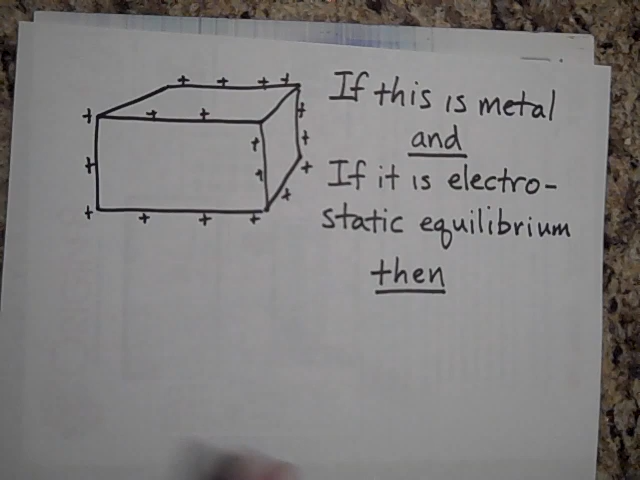 If this is metal
and
If it is electro-
static equilibrium
then